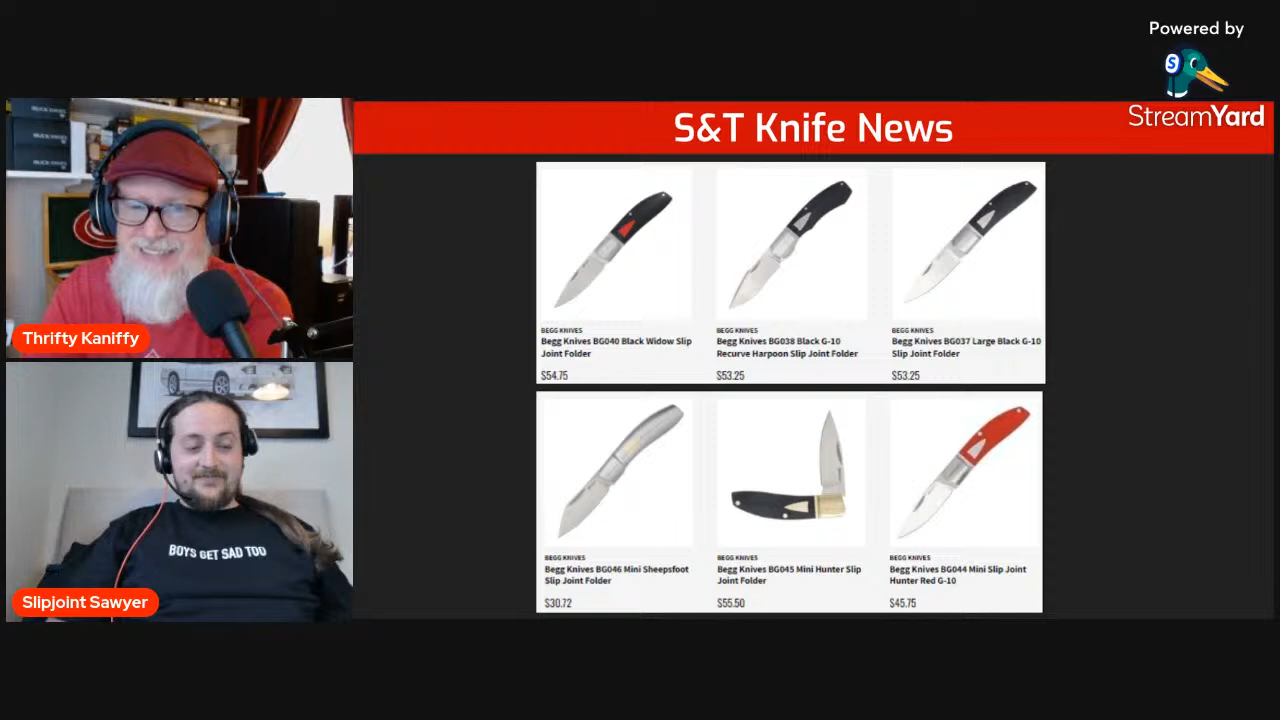 Powered by
StreamYard
S&T Knife News
BUCK KNIVES
BUCK KNIVES
Thrifty Kaniffy
BOYS GET SAD TOO
Slipjoint Sawyer
BEGG KNIVES
Begg Knives BG040 Black Widow Slip
Joint Folder
$54.75
BEGG KNIVES
Begg Knives BG038 Black G-10
Recurve Harpoon Slip Joint Folder
$53.25
BEGG KNIVES
Begg Knives BG037 Large Black G-10
Slip Joint Folder
$53.25
BEGG KNIVES
Begg Knives BG046 Mini Sheepsfoot
Slip Joint Folder
$30.72
BEGG KNIVES
Begg Knives BG045 Mini Hunter Slip
Joint Folder
$55.50
BEGG KNIVES
Begg Knives BG044 Mini Slip Joint
Hunter Red G-10
$45.75